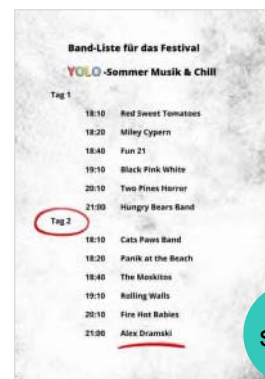 Band-Liste für das Festival
YOLO -Sommer Musik & Chill
Tag 1
18:10 Red Sweet Tomatoes
18:20 Miley Cypern
18:40 Fun 21
19:10 Black Pink White
20:10 Two Pines Horror
21:00 Hungry Bears Band
Tag 2
18:10 Cats Paws Band
18:20 Panik at the Beach
18:40 The Moskitos
19:10 Rolling Walls
20:10 Fire Hot Babies
21:00 Alex Dramski